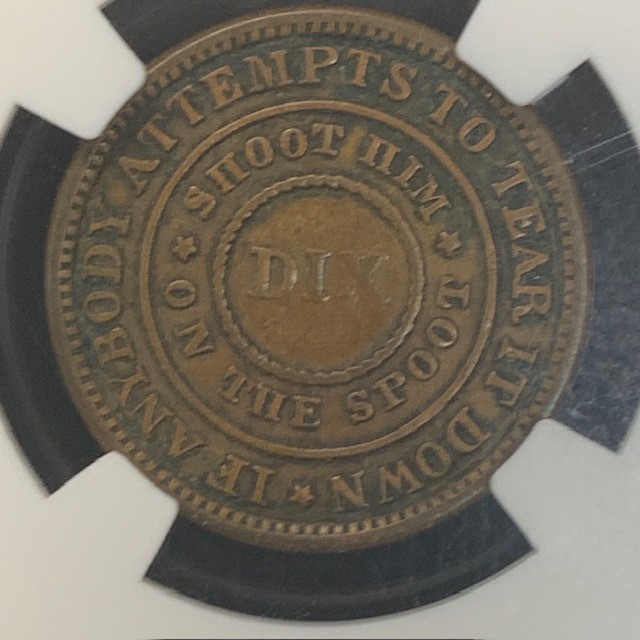 IF ANYBODY ATTEMPTS TO TEAR IT DOWN
SHOOT HIM
ON THE SPOOT
DIX